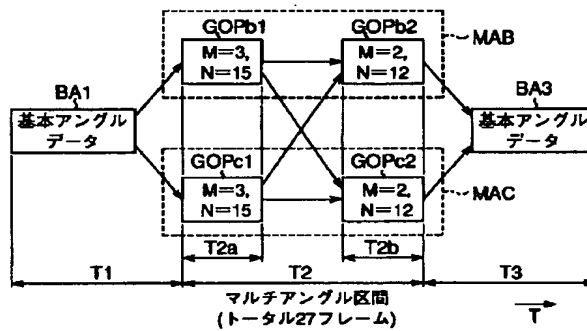 GOPb1
GOPb2
MAB
M=3,
N=15
M=2,
N=12
BA1
基本アングル
データ
BA3
基本アングル
データ
GOPc1
GOPc2
M=3,
N=15
M=2,
N=12
MAC
T2a
T2b
T1
T2
T3
マルチアングル区間
(トータル27フレーム)
T